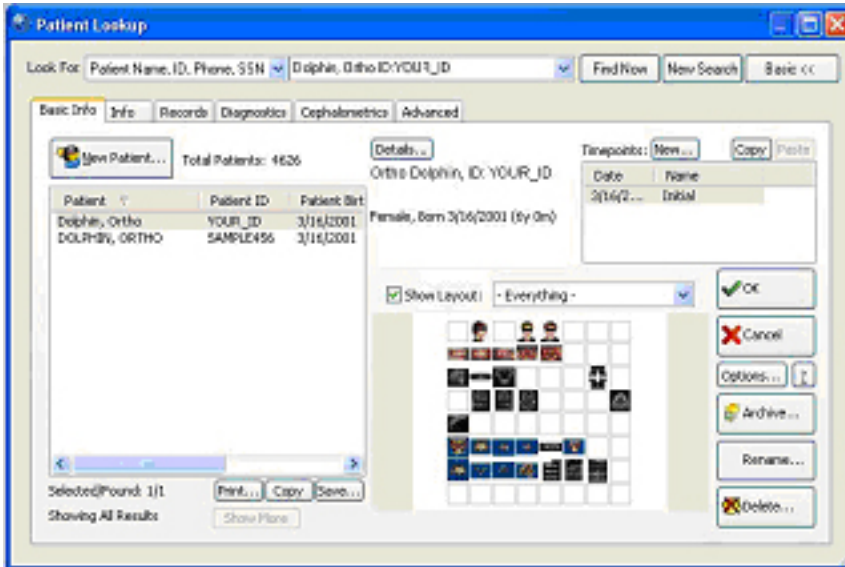 Patient Lookup
Look For: Patient Name, ID, Phone, SSN Dolphin, Ortho ID:YOUR_ID Find Now New Search Basic <<
Basic Info Info Records Diagnostics Cephalometrics Advanced
New Patient... Total Patients: 4626
Details...
Timepoints: New... Copy Paste
Ortho Dolphin, ID: YOUR_ID
Date Name
3/16/2... Initial
Patient Patient ID Patient Birt
Dolphin, Ortho YOUR_ID 3/16/2001
DOLPHIN, ORTHO SAMPLE456 3/16/2001
Female, Born 3/16/2001 (6y 0m)
Show Layout: - Everything -
OK
Cancel
Options...
Archive...
Rename...
Delete...
Selected/Found: 1/1 Print... Copy Save...
Showing All Results Show More